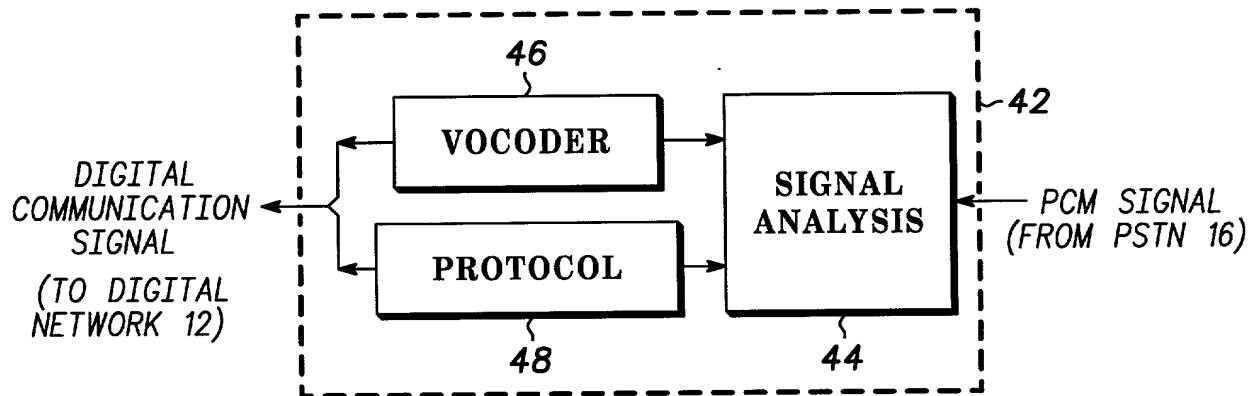 46
42
VOCODER
DIGITAL
COMMUNICATION
SIGNAL
(TO DIGITAL
NETWORK 12)
SIGNAL
ANALYSIS
PCM SIGNAL
(FROM PSTN 16)
PROTOCOL
48
44